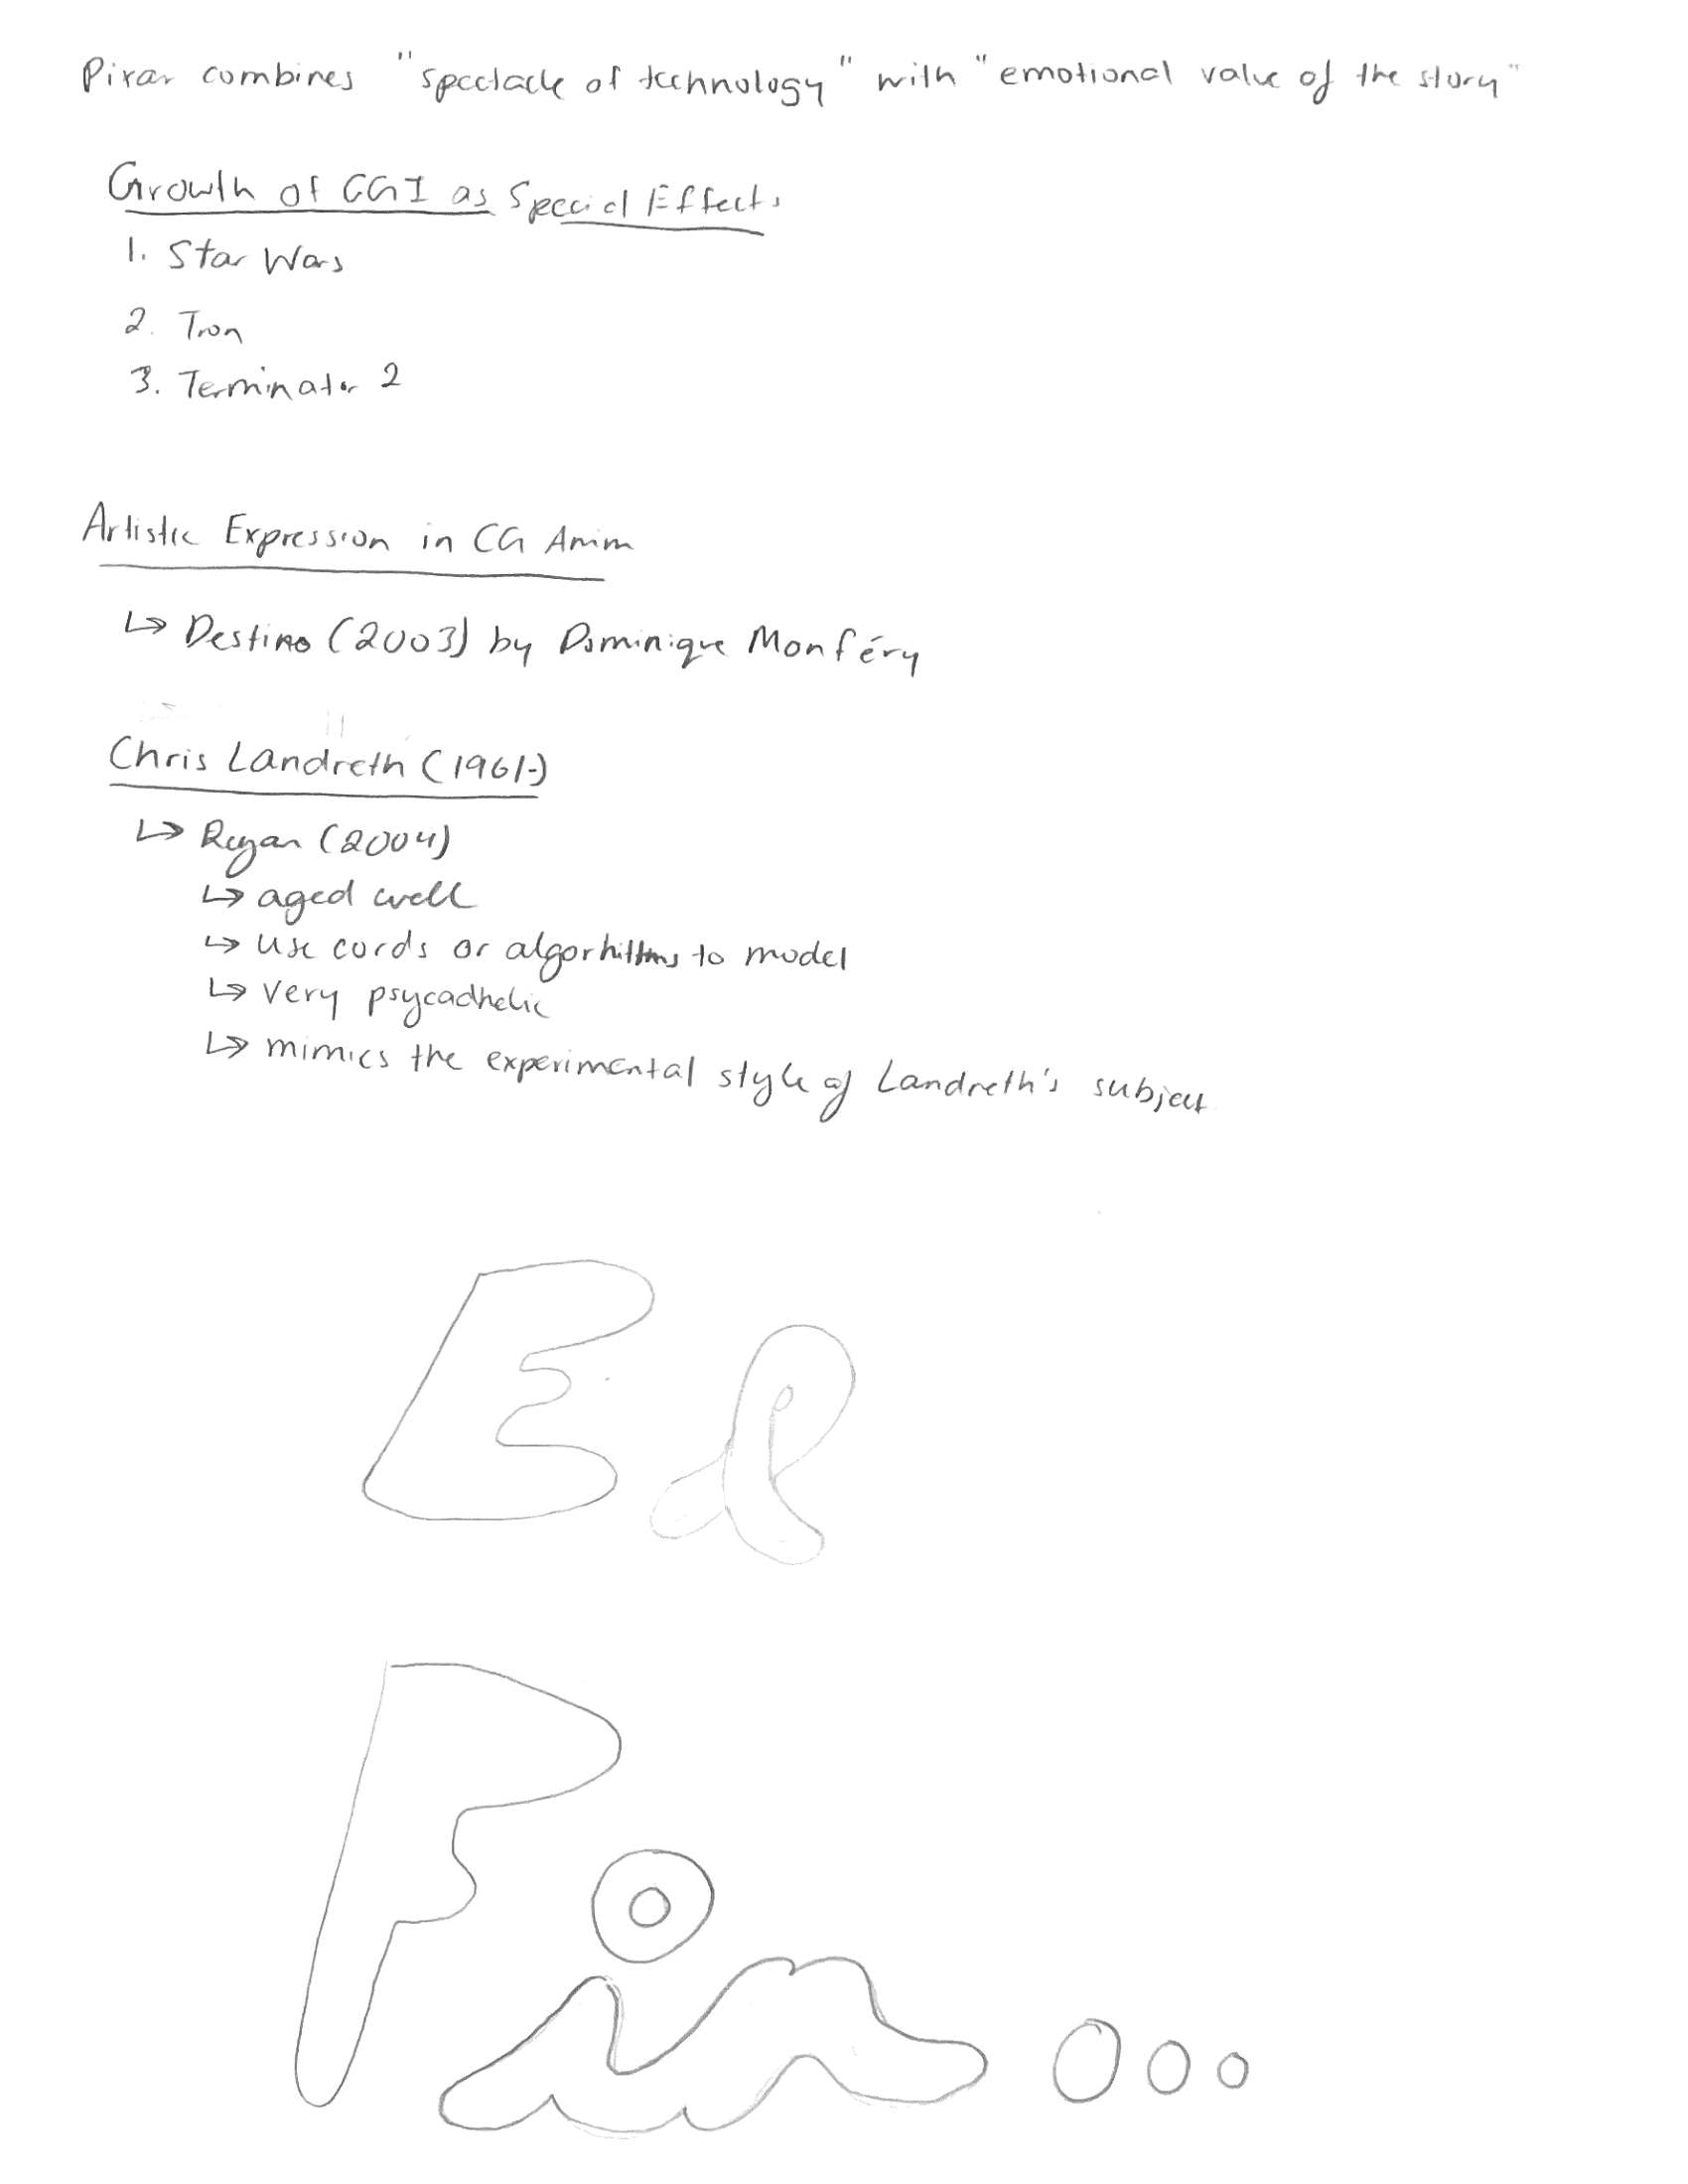 Pixar combines "spectacle of technology" with "emotional value of the story"
Growth of CGI as Special Effects
1. Star Wars
2. Tron
3. Terminator 2
Artistic Expression in CG Anim
↳ Destino (2003) by Dominique Monféry
Chris Landreth (1961-)
↳ Ryan (2004)
↳ aged well
↳ use cords or algorhithms to model
↳ very psycadhelic
↳ mimics the experimental style of Landreth's subject
El
Fin...